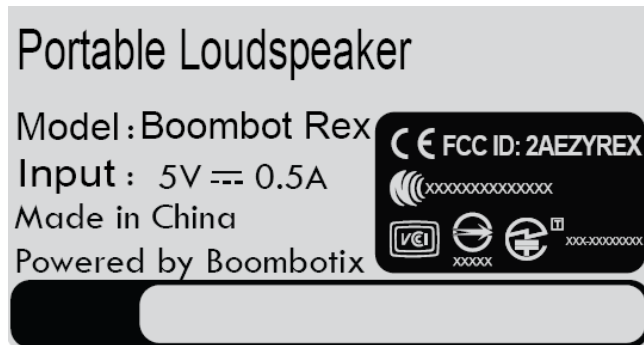 Portable Loudspeaker
Model : Boombot Rex
Input : 5V ⎓ 0.5A
Made in China
Powered by Boombotix
CE FCC ID: 2AEZYREX
XXXXXXXXXXXXXX
VCI
XXXXX
T
XXX-XXXXXXXX